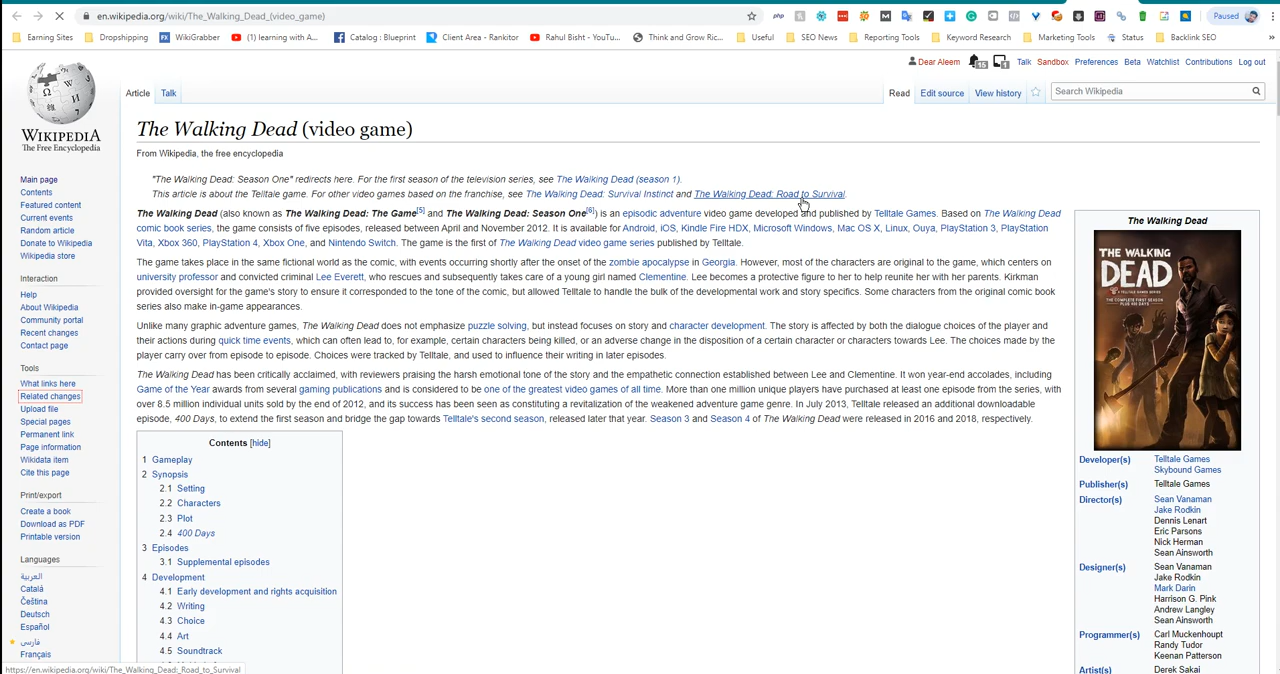 en.wikipedia.org/wiki/The_Walking_Dead_(video_game)
Paused
Earning Sites Dropshipping WikiGrabber (1) learning with A... Catalog : Blueprint Client Area - Rankitor Rahul Bisht - YouT... Think and Grow Ric... Useful SEO News Reporting Tools Keyword Research Marketing Tools Status Backlink SEO
Dear Aleem 15 1 Talk Sandbox Preferences Beta Watchlist Contributions Log out
Article Talk Read Edit source View history Search Wikipedia
WIKIPEDIA
The Free Encyclopedia
Main page
Contents
Featured content
Current events
Random article
Donate to Wikipedia
Wikipedia store
Interaction
Help
About Wikipedia
Community portal
Recent changes
Contact page
Tools
What links here
Related changes
Upload file
Special pages
Permanent link
Page information
Wikidata item
Cite this page
Print/export
Create a book
Download as PDF
Printable version
Languages
العربية
Català
Čeština
Deutsch
Español
فارسی
Français
The Walking Dead (video game)
From Wikipedia, the free encyclopedia
"The Walking Dead: Season One" redirects here. For the first season of the television series, see The Walking Dead (season 1).
This article is about the Telltale game. For other video games based on the franchise, see The Walking Dead: Survival Instinct and The Walking Dead: Road to Survival.
The Walking Dead (also known as The Walking Dead: The Game[5] and The Walking Dead: Season One[6]) is an episodic adventure video game developed and published by Telltale Games. Based on The Walking Dead
comic book series, the game consists of five episodes, released between April and November 2012. It is available for Android, iOS, Kindle Fire HDX, Microsoft Windows, Mac OS X, Linux, Ouya, PlayStation 3, PlayStation
Vita, Xbox 360, PlayStation 4, Xbox One, and Nintendo Switch. The game is the first of The Walking Dead video game series published by Telltale.
The game takes place in the same fictional world as the comic, with events occurring shortly after the onset of the zombie apocalypse in Georgia. However, most of the characters are original to the game, which centers on
university professor and convicted criminal Lee Everett, who rescues and subsequently takes care of a young girl named Clementine. Lee becomes a protective figure to her to help reunite her with her parents. Kirkman
provided oversight for the game's story to ensure it corresponded to the tone of the comic, but allowed Telltale to handle the bulk of the developmental work and story specifics. Some characters from the original comic book
series also make in-game appearances.
Unlike many graphic adventure games, The Walking Dead does not emphasize puzzle solving, but instead focuses on story and character development. The story is affected by both the dialogue choices of the player and
their actions during quick time events, which can often lead to, for example, certain characters being killed, or an adverse change in the disposition of a certain character or characters towards Lee. The choices made by the
player carry over from episode to episode. Choices were tracked by Telltale, and used to influence their writing in later episodes.
The Walking Dead has been critically acclaimed, with reviewers praising the harsh emotional tone of the story and the empathetic connection established between Lee and Clementine. It won year-end accolades, including
Game of the Year awards from several gaming publications and is considered to be one of the greatest video games of all time. More than one million unique players have purchased at least one episode from the series, with
over 8.5 million individual units sold by the end of 2012, and its success has been seen as constituting a revitalization of the weakened adventure game genre. In July 2013, Telltale released an additional downloadable
episode, 400 Days, to extend the first season and bridge the gap towards Telltale's second season, released later that year. Season 3 and Season 4 of The Walking Dead were released in 2016 and 2018, respectively.
Contents [hide]
1 Gameplay
2 Synopsis
2.1 Setting
2.2 Characters
2.3 Plot
2.4 400 Days
3 Episodes
3.1 Supplemental episodes
4 Development
4.1 Early development and rights acquisition
4.2 Writing
4.3 Choice
4.4 Art
4.5 Soundtrack
The Walking Dead
THE WALKING
DEAD
A TELLTALE GAMES SERIES
THE COMPLETE FIRST SEASON
PLUS 400 DAYS
Developer(s) Telltale Games
Skybound Games
Publisher(s) Telltale Games
Director(s) Sean Vanaman
Jake Rodkin
Dennis Lenart
Eric Parsons
Nick Herman
Sean Ainsworth
Designer(s) Sean Vanaman
Jake Rodkin
Mark Darin
Harrison G. Pink
Andrew Langley
Sean Ainsworth
Programmer(s) Carl Muckenhoupt
Randy Tudor
Keenan Patterson
Artist(s) Derek Sakai
https://en.wikipedia.org/wiki/The_Walking_Dead:_Road_to_Survival